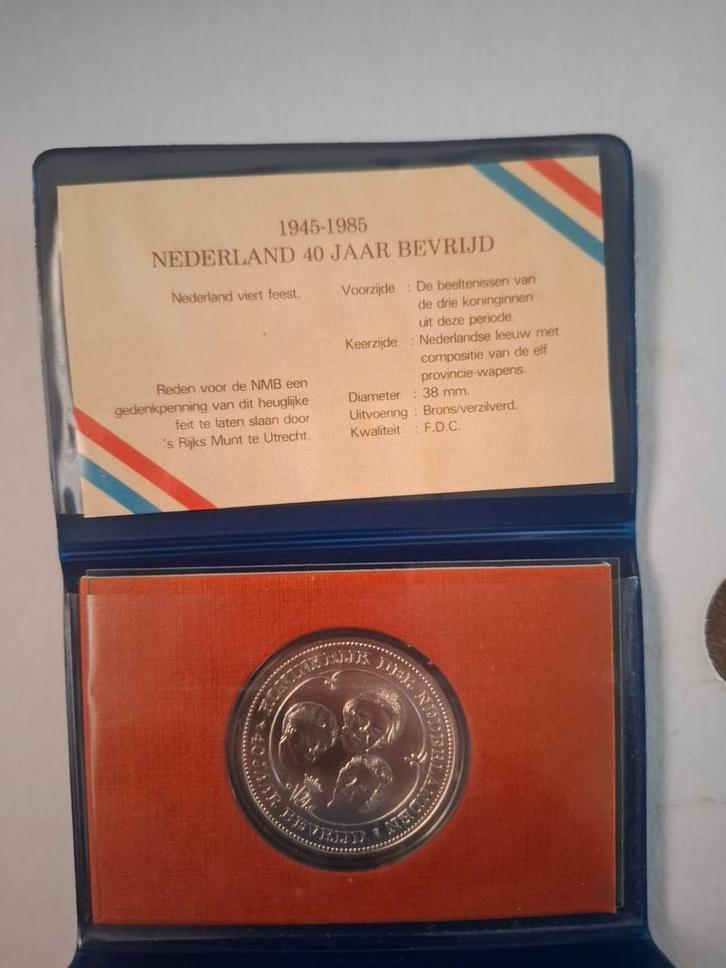 1945-1985
NEDERLAND 40 JAAR BEVRIJD
Nederland viert feest.
Reden voor de NMB een
gedenkpenning van dit heuglijke
feit te laten slaan door
's Rijks Munt te Utrecht.
Voorzijde : De beeltenissen van
de drie koninginnen
uit deze periode.
Keerzijde : Nederlandse leeuw met
compositie van de elf
provincie-wapens.
Diameter : 38 mm.
Uitvoering : Brons/verzilverd.
Kwaliteit : F.D.C.
KONINKRIJK DER NEDERLANDEN
40 JAAR BEVRIJD